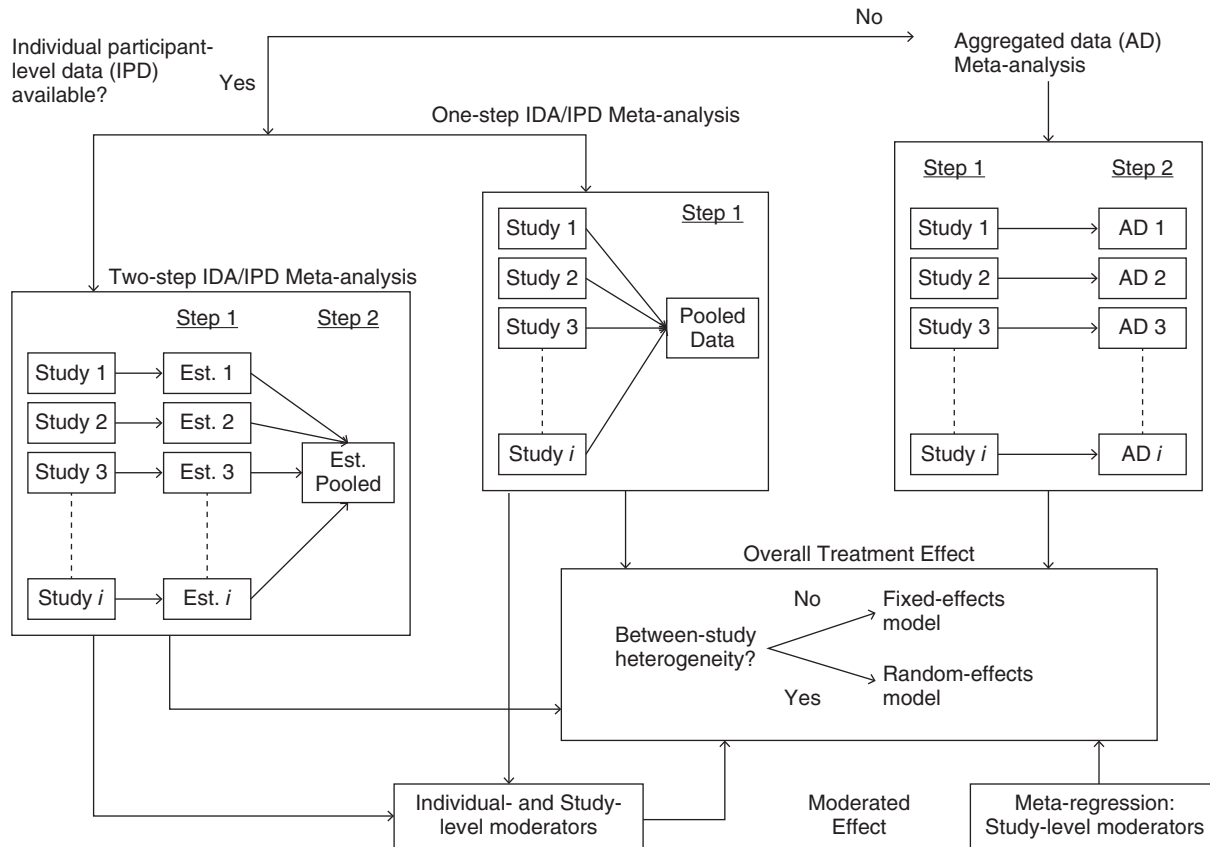 No
Individual participant-
level data (IPD)
available?
Yes
Aggregated data (AD)
Meta-analysis
One-step IDA/IPD Meta-analysis
Step 1
Study 1
Study 2
Study 3
Study i
Pooled
Data
Step 1
Step 2
Study 1
AD 1
Study 2
AD 2
Study 3
AD 3
Study i
AD i
Two-step IDA/IPD Meta-analysis
Step 1
Step 2
Study 1
Est. 1
Study 2
Est. 2
Study 3
Est. 3
Study i
Est. i
Est.
Pooled
Overall Treatment Effect
Between-study
heterogeneity?
No
Fixed-effects
model
Yes
Random-effects
model
Individual- and Study-
level moderators
Moderated
Effect
Meta-regression:
Study-level moderators